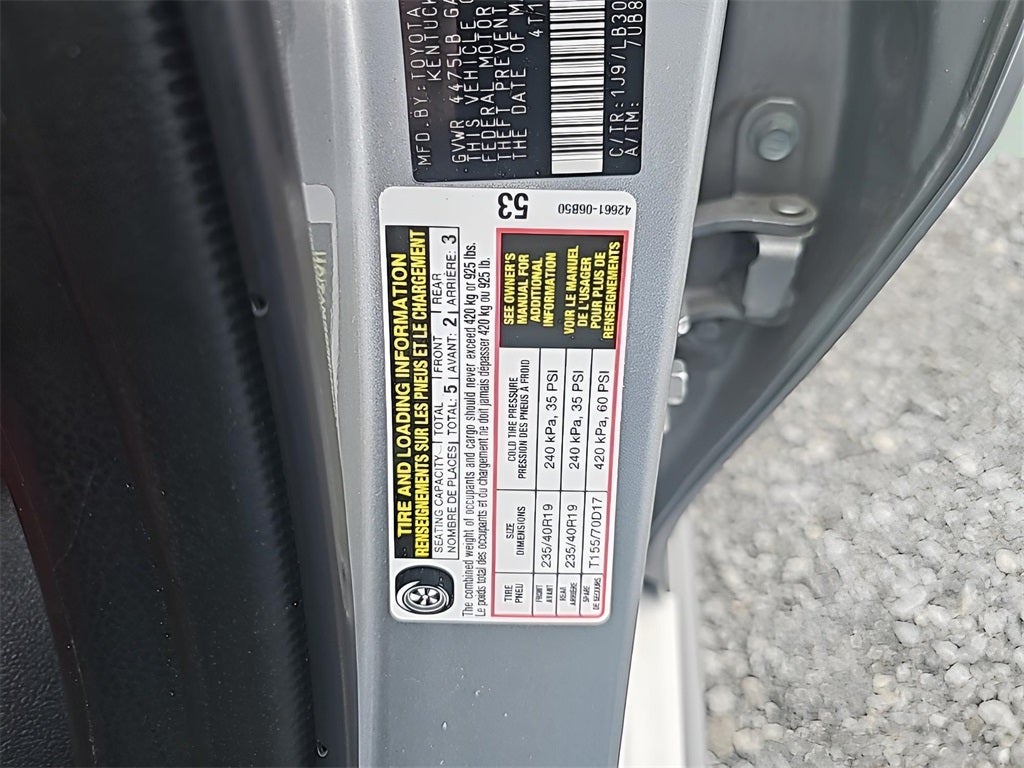 MFD. BY: TOYOTA
KENTUCK
GVWR 4475LB GA
THIS VEHICLE C
FEDERAL MOTOR
THEFT PREVENT
THE DATE OF M
4T1
C/TR: 1J9/LB30
A/TM:
TIRE AND LOADING INFORMATION
RENSEIGNEMENTS SUR LES PNEUS ET LE CHARGEMENT
SEATING CAPACITY TOTAL FRONT REAR
NOMBRE DE PLACES TOTAL: 5 AVANT: 2 ARRIÈRE: 3
The combined weight of occupants and cargo should never exceed 420 kg or 925 lbs.
Le poids total des occupants et du chargement ne doit jamais dépasser 420 kg ou 925 lb.
TIRE SIZE COLD TIRE PRESSURE
PNEU DIMENSIONS PRESSION DES PNEUS À FROID
FRONT
AVANT 235/40R19 240 kPa, 35 PSI
REAR
ARRIÈRE 235/40R19 240 kPa, 35 PSI
SPARE
DE SECOURS T155/70D17 420 kPa, 60 PSI
SEE OWNER'S
MANUAL FOR
ADDITIONAL
INFORMATION
VOIR LE MANUEL
DE L'USAGER
POUR PLUS DE
RENSEIGNEMENTS
53
42661-06B50